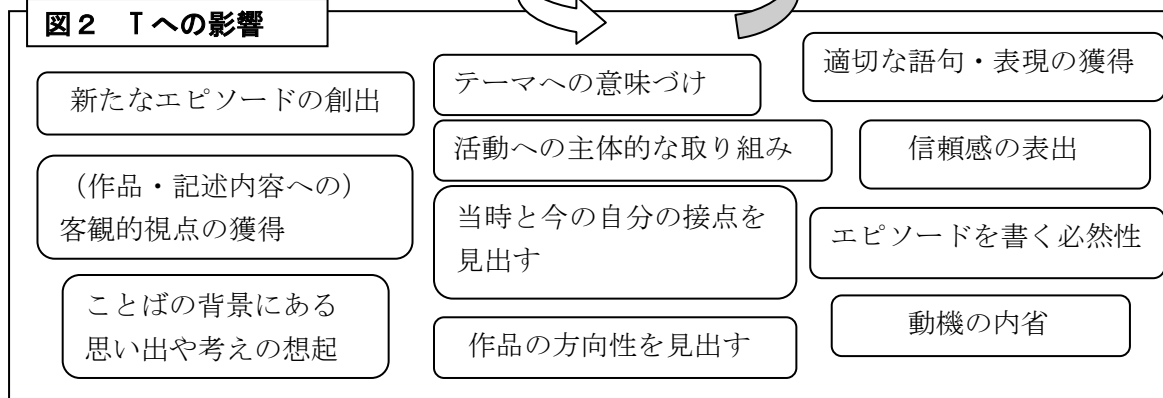 図２　Ｔへの影響
新たなエピソードの創出
（作品・記述内容への）
客観的視点の獲得
ことばの背景にある
思い出や考えの想起
テーマへの意味づけ
活動への主体的な取り組み
当時と今の自分の接点を
見出す
作品の方向性を見出す
適切な語句・表現の獲得
信頼感の表出
エピソードを書く必然性
動機の内省